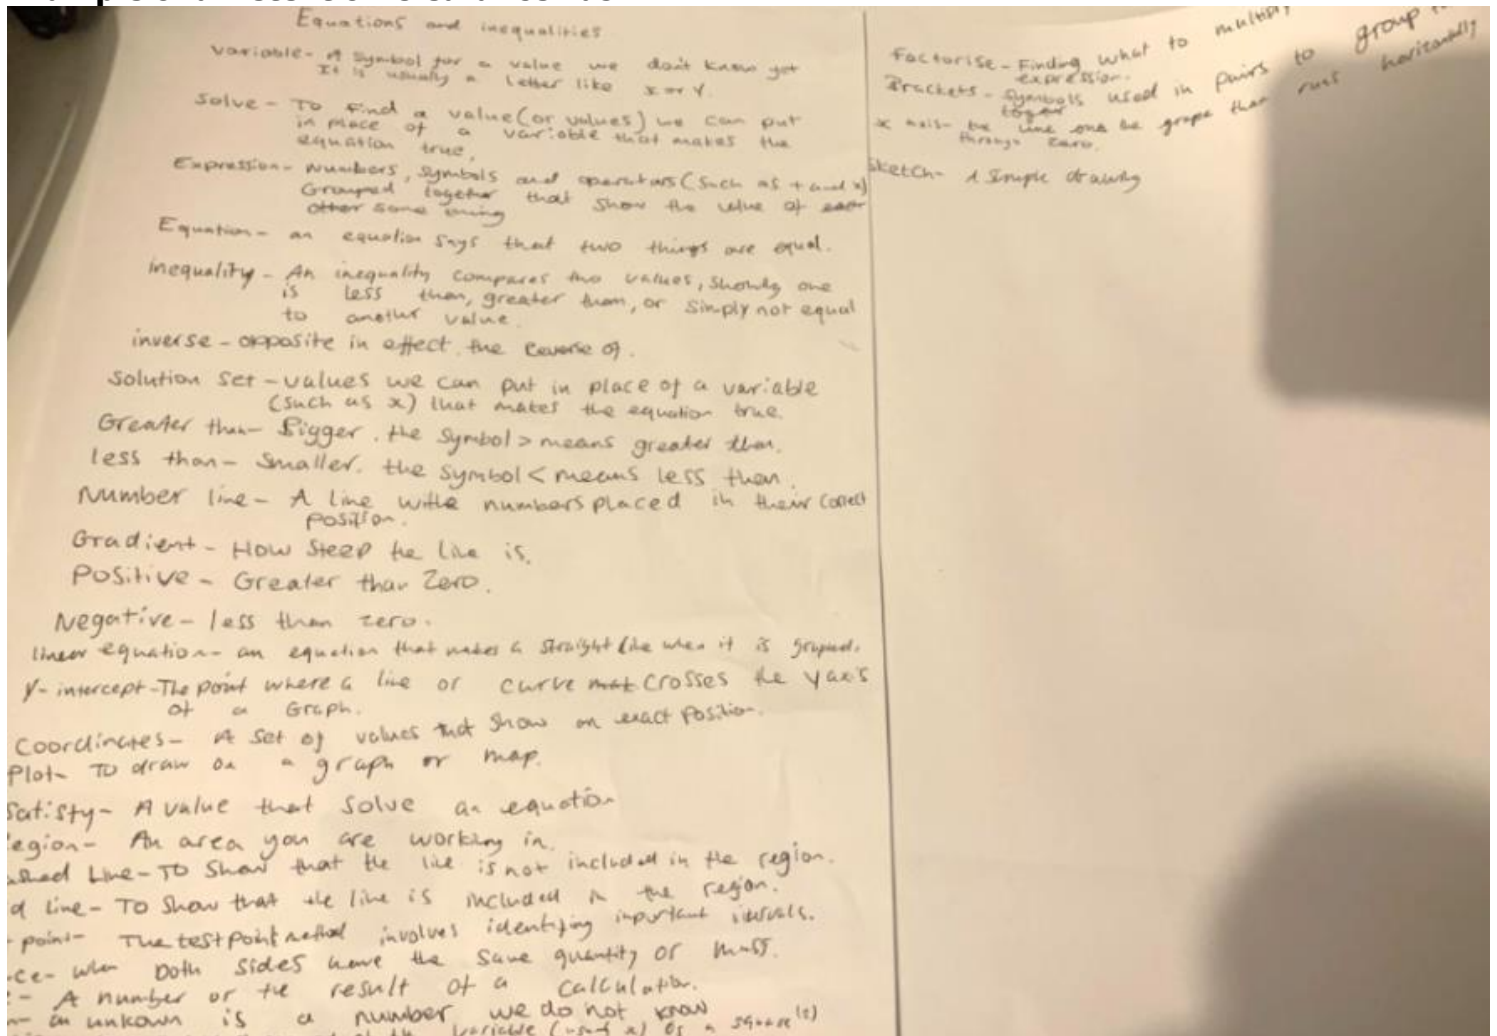 Equations and inequalities
Variable- A symbol for a value we don't know yet
It is usually a letter like x or Y.
Solve - To find a value (or values) we can put
in place of a variable that makes the
equation true.
Expression- numbers, symbols and operators (such as + and x)
Grouped together that show the value of
Equation- an equation says that two things are equal.
inequality - An inequality compares two values, showing one
is less than, greater than, or simply not equal
to another value.
inverse - opposite in effect. the reverse of.
Solution Set - values we can put in place of a variable
(such as x) that makes the equation true.
Greater than- Bigger. the symbol > means greater than.
less than- Smaller. the symbol < means less than.
Number line- A line with numbers placed in their correct
position.
Gradient- How steep the line is.
Positive- Greater than Zero.
Negative- less than zero.
linear equation- an equation that makes a straight line when it is graphed.
Y-intercept-The point where a line or curve crosses the y axis
of a Graph.
Coordinates- A set of values that show an exact position.
Plot- To draw on a graph or map.
Satisfy- A value that solve an equation
egion- An area you are working in.
shed Line-To show that the line is not included in the region.
d line- To show that the line is included in the region.
point- The test point method involves identifying important intervals.
ce- when both sides have the same quantity or mass.
- A number or the result of a calculation.
an unkown is a number we do not know
variable (x) is a square (2)
Factorise- Finding what to multiply
expression.
Brackets- Symbols used in pairs to group
x axis- the line on the graph that runs horizontally
through zero.
Sketch- A simple drawing